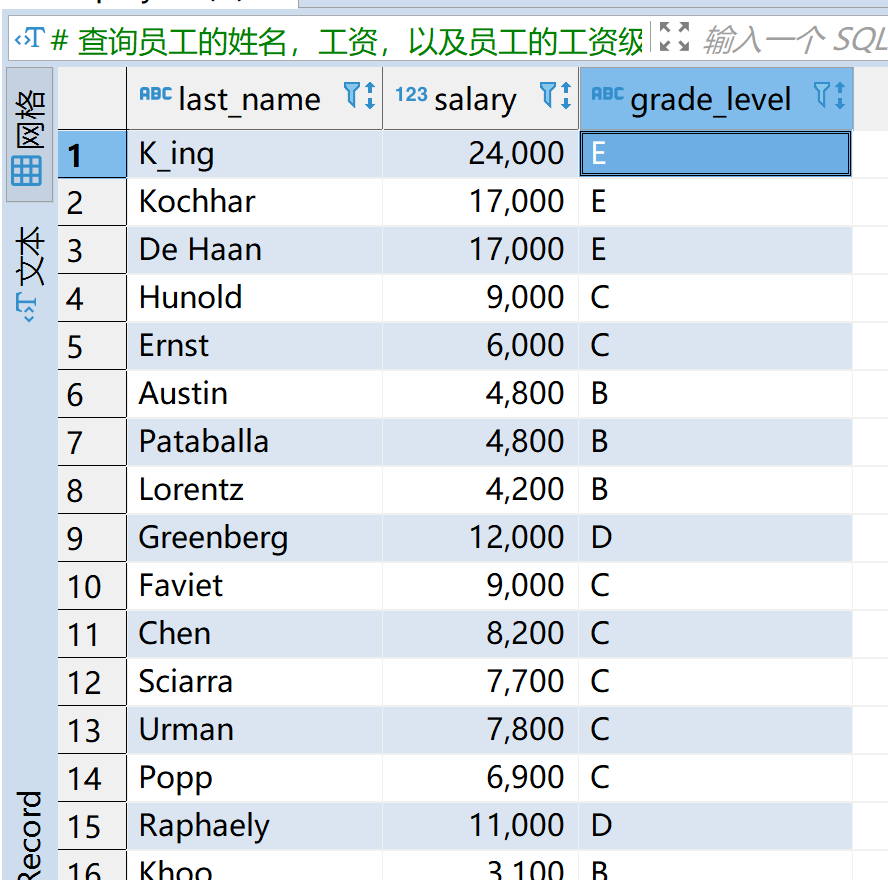 # 查询员工的姓名，工资，以及员工的工资级
输入一个 SQL
网格
文本
Record
ABC last_name 123 salary ABC grade_level
1 K_ing 24,000 E
2 Kochhar 17,000 E
3 De Haan 17,000 E
4 Hunold 9,000 C
5 Ernst 6,000 C
6 Austin 4,800 B
7 Pataballa 4,800 B
8 Lorentz 4,200 B
9 Greenberg 12,000 D
10 Faviet 9,000 C
11 Chen 8,200 C
12 Sciarra 7,700 C
13 Urman 7,800 C
14 Popp 6,900 C
15 Raphaely 11,000 D
16 Khoo 3,100 B